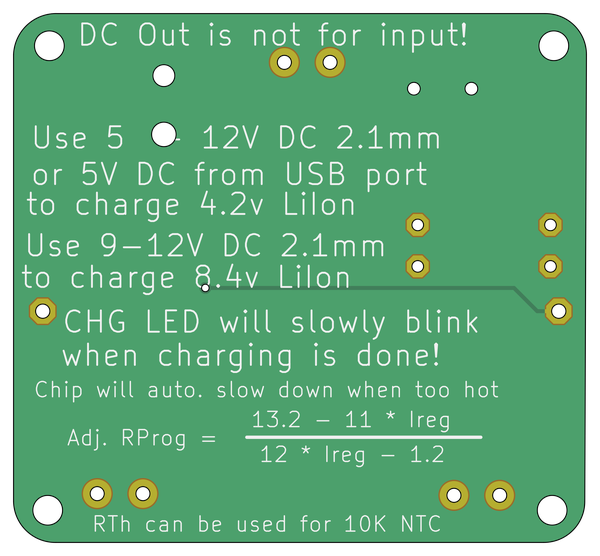 DC Out is not for input!
Use 5 - 12V DC 2.1mm
or 5V DC from USB port
to charge 4.2v LiIon
Use 9-12V DC 2.1mm
to charge 8.4v LiIon
CHG LED will slowly blink
when charging is done!
Chip will auto. slow down when too hot
13.2 - 11 * Ireg
Adj. RProg =
12 * Ireg - 1.2
RTh can be used for 10K NTC